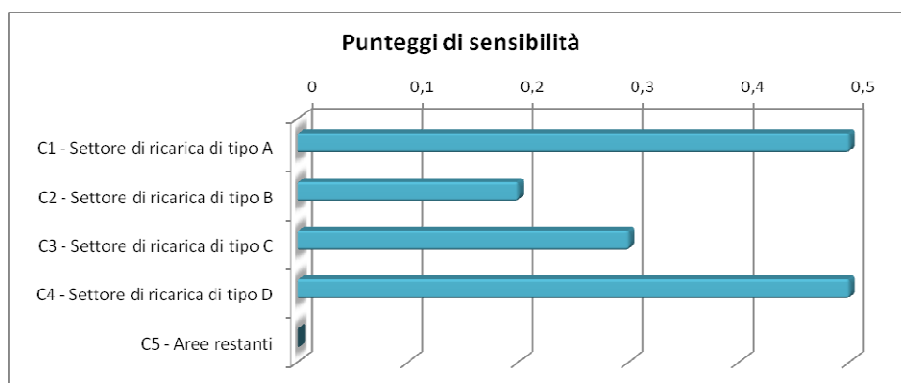 Punteggi di sensibilità
0 0,1 0,2 0,3 0,4 0,5
C1 - Settore di ricarica di tipo A
C2 - Settore di ricarica di tipo B
C3 - Settore di ricarica di tipo C
C4 - Settore di ricarica di tipo D
C5 - Aree restanti